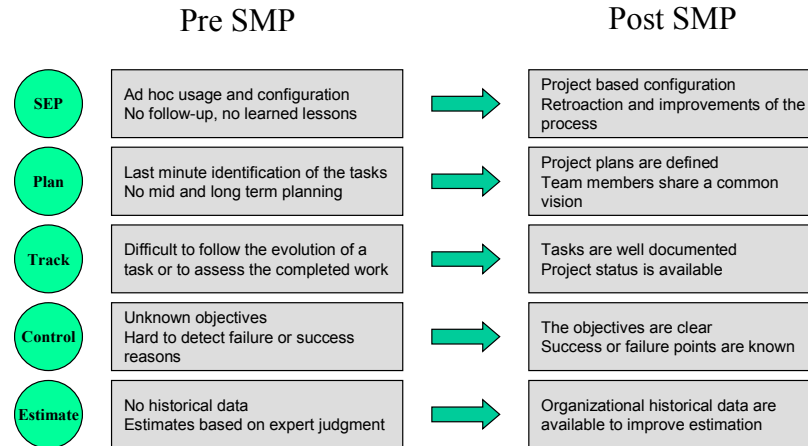 Pre SMP
Post SMP
SEP
Ad hoc usage and configuration
No follow-up, no learned lessons
Project based configuration
Retroaction and improvements of the
process
Plan
Last minute identification of the tasks
No mid and long term planning
Project plans are defined
Team members share a common
vision
Track
Difficult to follow the evolution of a
task or to assess the completed work
Tasks are well documented
Project status is available
Control
Unknown objectives
Hard to detect failure or success
reasons
The objectives are clear
Success or failure points are known
Estimate
No historical data
Estimates based on expert judgment
Organizational historical data are
available to improve estimation